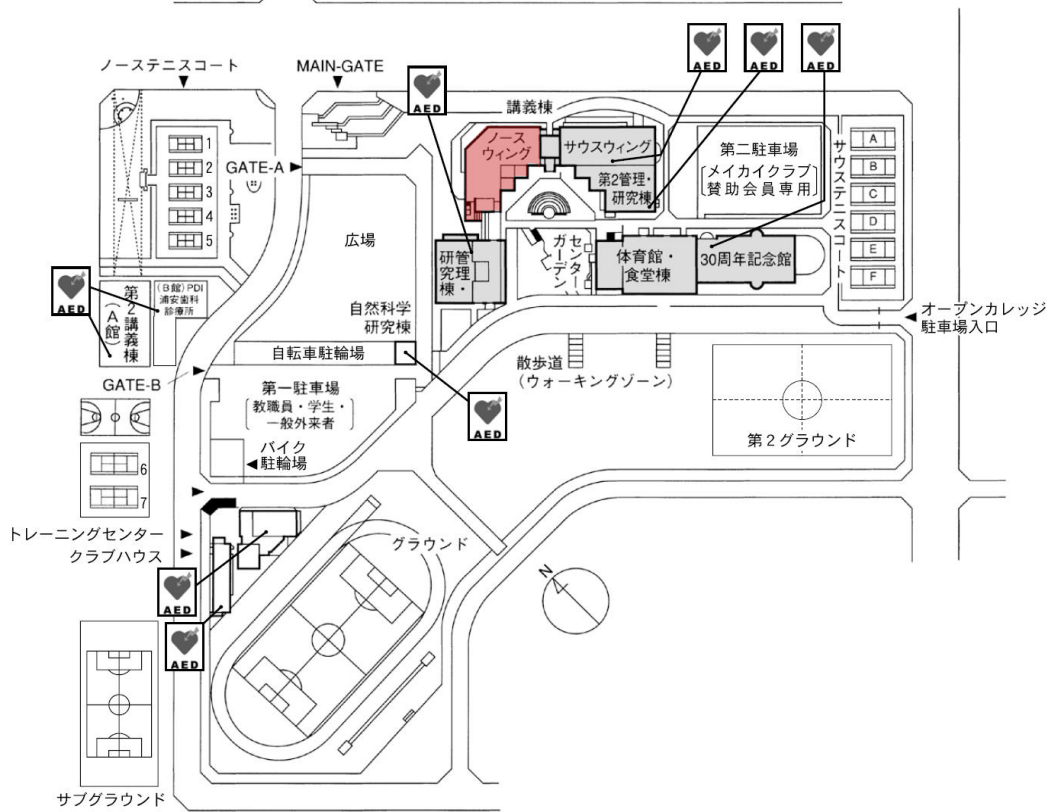 AED
AED
AED
ノーステニスコート
MAIN-GATE
AED
講義棟
ノース
ウィング
サウスウィング
第2管理・
研究棟
第二駐車場
メイカイクラブ
賛助会員専用
サウステニスコート
A
B
C
D
E
F
1
2
3
4
5
GATE-A
広場
研究棟・
管理
センター
ガーデン
体育館・
食堂棟
30周年記念館
AED
第2講義棟
(A館)
(B館)PDI
浦安歯科
診療所
自然科学
研究棟
オープンカレッジ
駐車場入口
自転車駐輪場
散歩道
(ウォーキングゾーン)
GATE-B
第一駐車場
教職員・学生・
一般外来者
AED
第2グラウンド
バイク
駐輪場
6
7
トレーニングセンター
クラブハウス
グラウンド
N
AED
AED
サブグラウンド